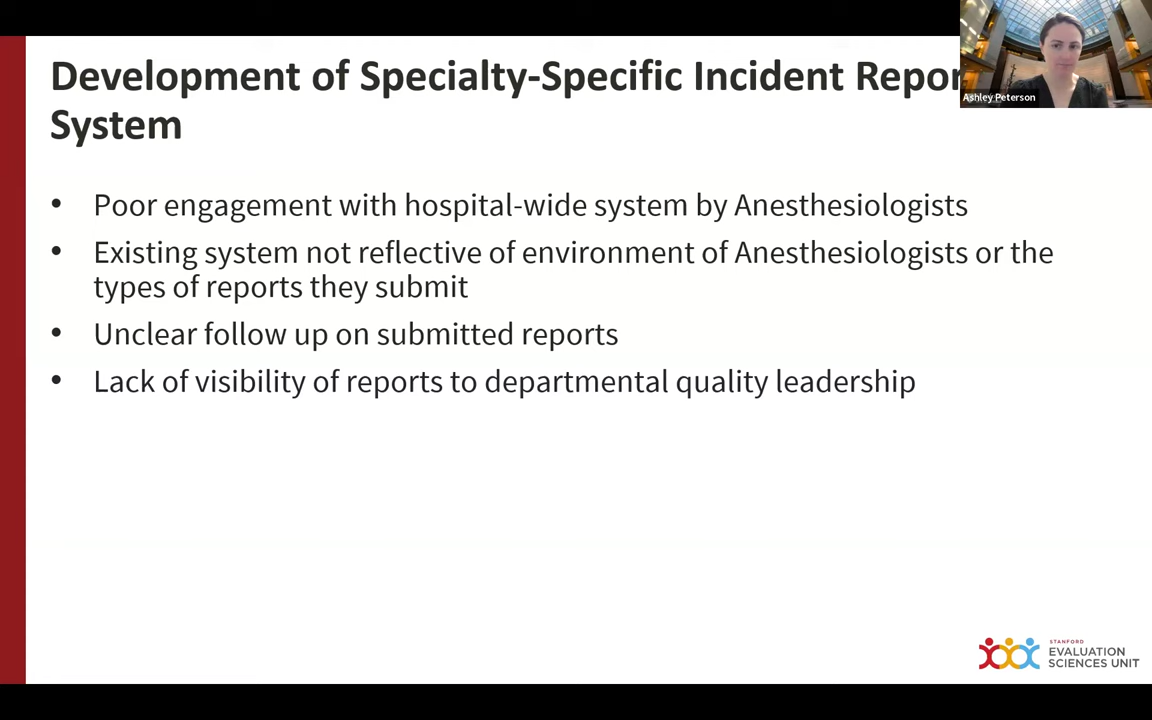 Development of Specialty-Specific Incident Repor
System
Ashley Peterson
• Poor engagement with hospital-wide system by Anesthesiologists
• Existing system not reflective of environment of Anesthesiologists or the
types of reports they submit
• Unclear follow up on submitted reports
• Lack of visibility of reports to departmental quality leadership
STANFORD
EVALUATION
SCIENCES UNIT